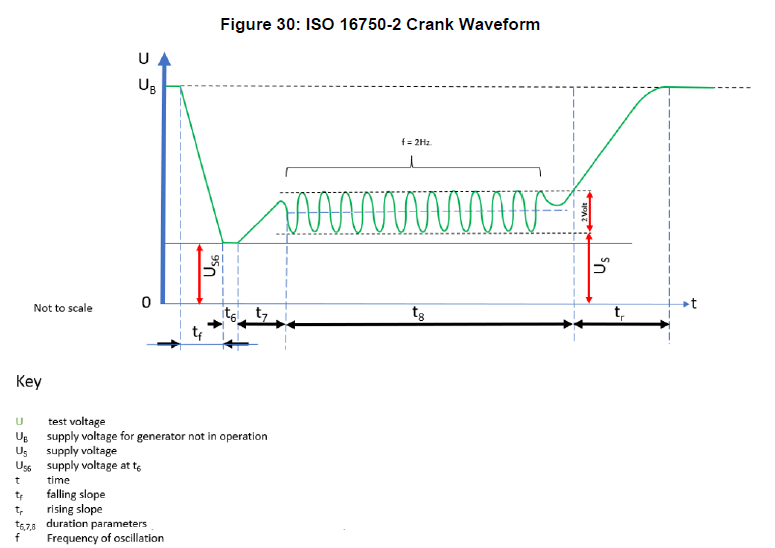 Figure 30: ISO 16750-2 Crank Waveform
U
UB
f = 2Hz.
2 Volt
US6
US
Not to scale
0
t6
t7
t8
tr
t
tf
Key
U test voltage
UB supply voltage for generator not in operation
US supply voltage
US6 supply voltage at t6
t time
tf falling slope
tr rising slope
t6,7,8 duration parameters
f Frequency of oscillation